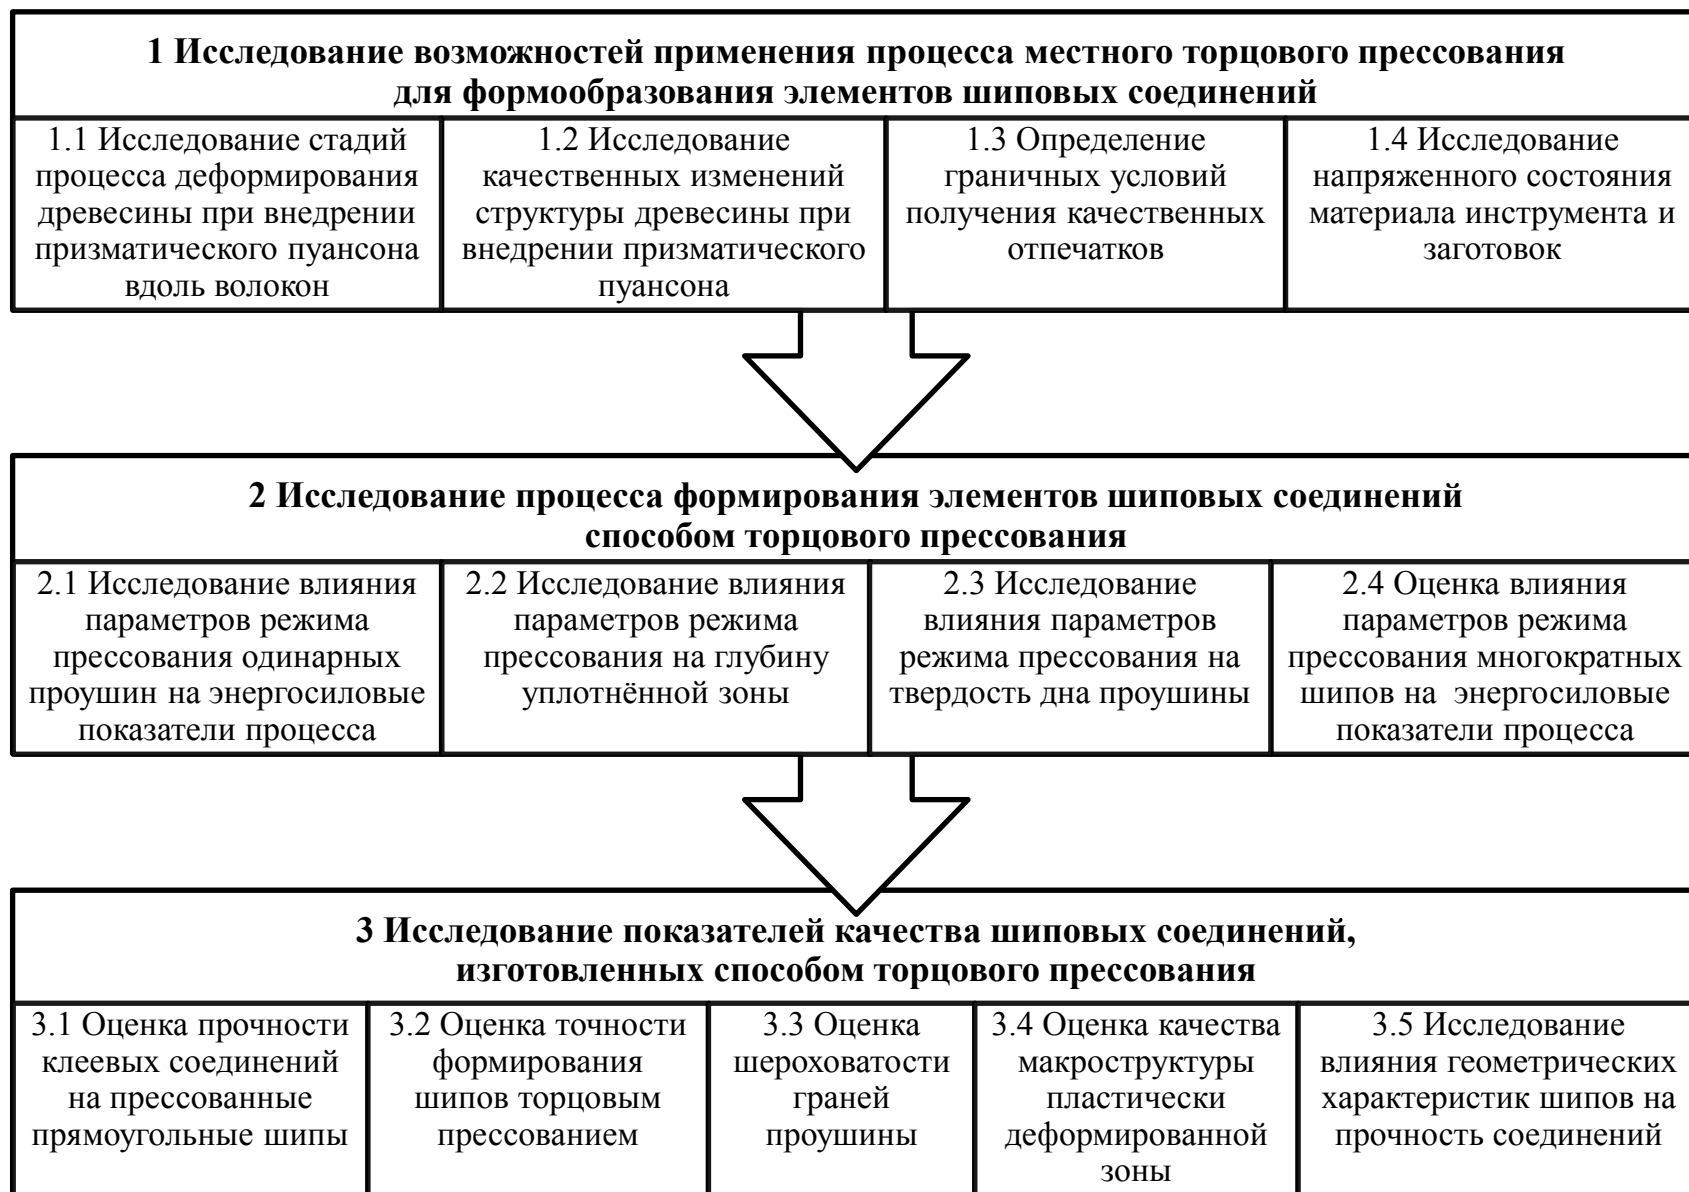 1 Исследование возможностей применения процесса местного торцового прессования
для формообразования элементов шиповых соединений
1.1 Исследование стадий
процесса деформирования
древесины при внедрении
призматического пуансона
вдоль волокон
1.2 Исследование
качественных изменений
структуры древесины при
внедрении призматического
пуансона
1.3 Определение
граничных условий
получения качественных
отпечатков
1.4 Исследование
напряженного состояния
материала инструмента и
заготовок
2 Исследование процесса формирования элементов шиповых соединений
способом торцового прессования
2.1 Исследование влияния
параметров режима
прессования одинарных
проушин на энергосиловые
показатели процесса
2.2 Исследование влияния
параметров режима
прессования на глубину
уплотнённой зоны
2.3 Исследование
влияния параметров
режима прессования на
твердость дна проушины
2.4 Оценка влияния
параметров режима
прессования многократных
шипов на энергосиловые
показатели процесса
3 Исследование показателей качества шиповых соединений,
изготовленных способом торцового прессования
3.1 Оценка прочности
клеевых соединений
на прессованные
прямоугольные шипы
3.2 Оценка точности
формирования
шипов торцовым
прессованием
3.3 Оценка
шероховатости
граней
проушины
3.4 Оценка качества
макроструктуры
пластически
деформированной
зоны
3.5 Исследование
влияния геометрических
характеристик шипов на
прочность соединений